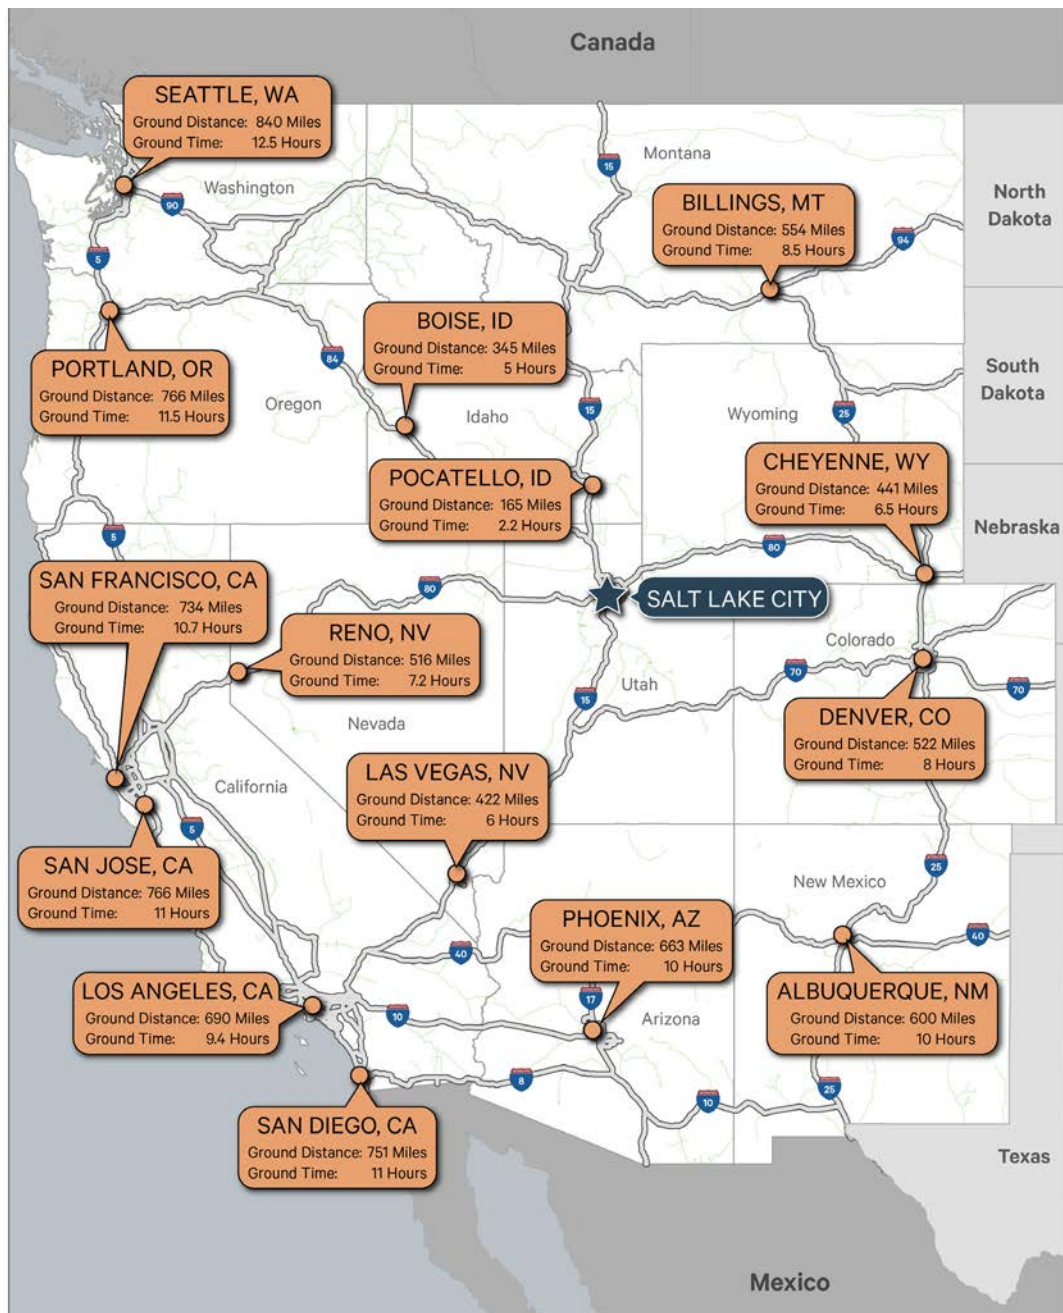 Canada
SEATTLE, WA
Ground Distance: 840 Miles
Ground Time: 12.5 Hours
Washington
90
15
Montana
North
Dakota
BILLINGS, MT
Ground Distance: 554 Miles
Ground Time: 8.5 Hours
94
5
BOISE, ID
Ground Distance: 345 Miles
Ground Time: 5 Hours
PORTLAND, OR
Ground Distance: 766 Miles
Ground Time: 11.5 Hours
84
Oregon
Idaho
15
Wyoming
25
South
Dakota
POCATELLO, ID
Ground Distance: 165 Miles
Ground Time: 2.2 Hours
CHEYENNE, WY
Ground Distance: 441 Miles
Ground Time: 6.5 Hours
Nebraska
5
80
SAN FRANCISCO, CA
Ground Distance: 734 Miles
Ground Time: 10.7 Hours
80
SALT LAKE CITY
RENO, NV
Ground Distance: 516 Miles
Ground Time: 7.2 Hours
Colorado
70
70
Utah
15
Nevada
DENVER, CO
Ground Distance: 522 Miles
Ground Time: 8 Hours
California
LAS VEGAS, NV
Ground Distance: 422 Miles
Ground Time: 6 Hours
5
SAN JOSE, CA
Ground Distance: 766 Miles
Ground Time: 11 Hours
25
New Mexico
PHOENIX, AZ
Ground Distance: 663 Miles
Ground Time: 10 Hours
40
40
LOS ANGELES, CA
Ground Distance: 690 Miles
Ground Time: 9.4 Hours
10
17
Arizona
ALBUQUERQUE, NM
Ground Distance: 600 Miles
Ground Time: 10 Hours
8
10
25
SAN DIEGO, CA
Ground Distance: 751 Miles
Ground Time: 11 Hours
Texas
Mexico